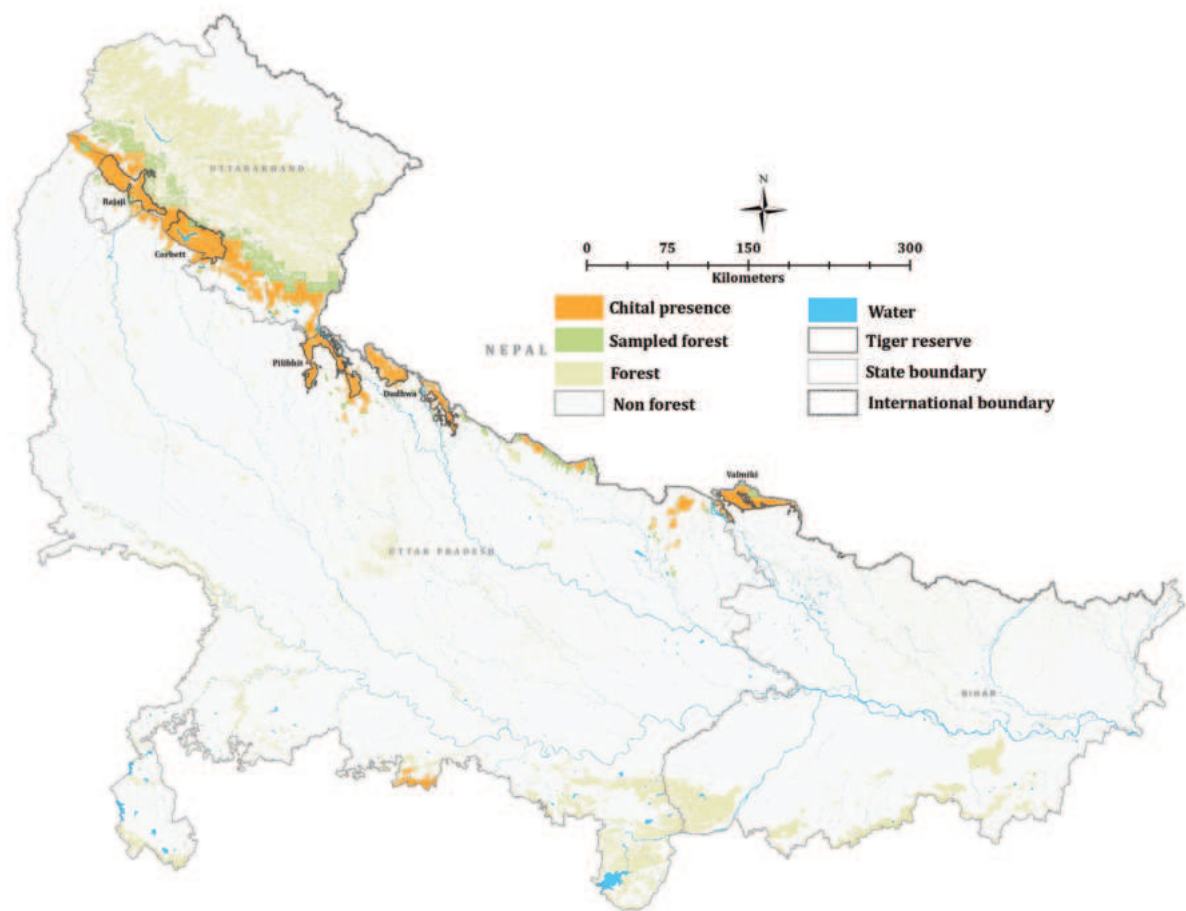 UTTARAKHAND
N
Rajaji
Corbett
0 75 150 300
Kilometers
Chital presence
Water
Sampled forest
Tiger reserve
Forest
State boundary
Non forest
International boundary
NEPAL
Pilibhit
Dudhwa
Valmiki
UTTAR PRADESH
BIHAR